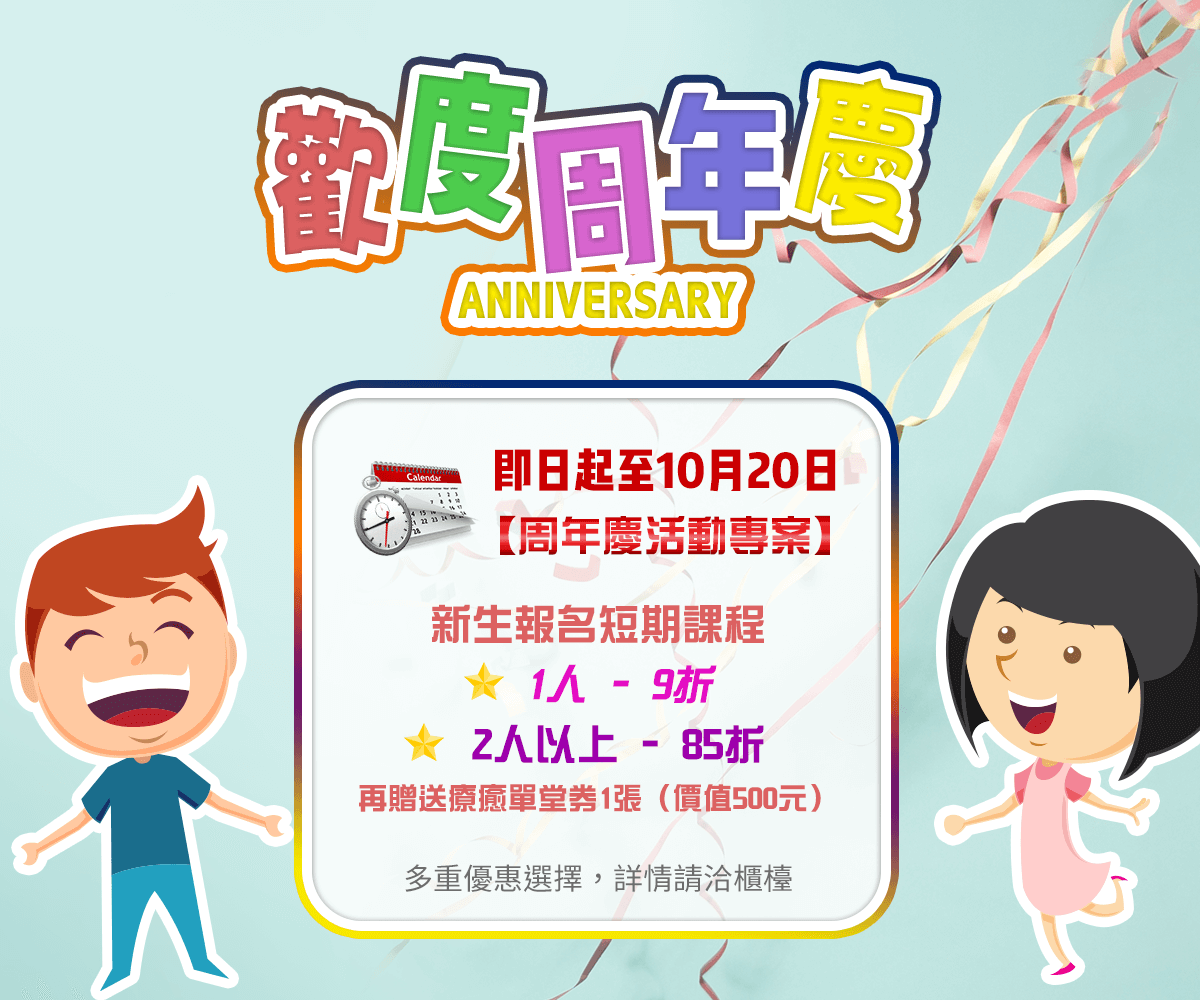 歡度周年慶
ANNIVERSARY
Calendar
即日起至10月20日
【周年慶活動專案】
新生報名短期課程
1人 - 9折
2人以上 - 85折
再贈送療癒單堂券1張（價值500元）
多重優惠選擇，詳情請洽櫃檯